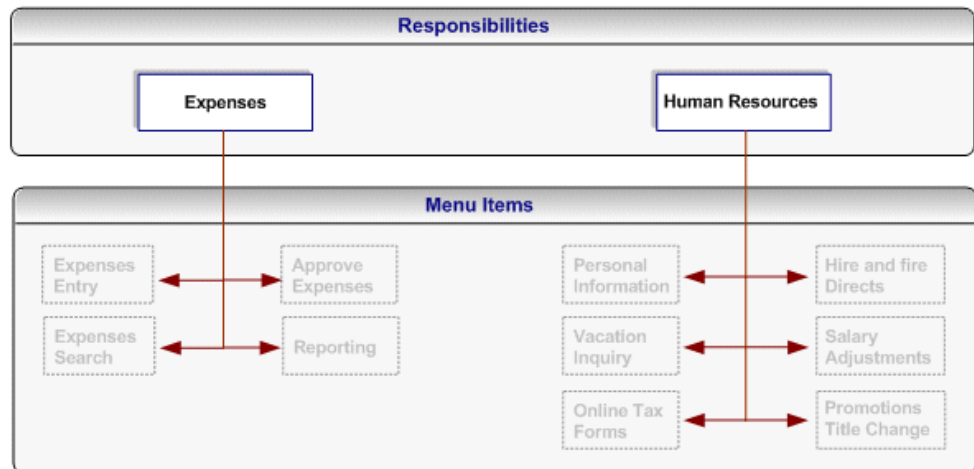 Responsibilities
Expenses
Human Resources
Menu Items
Expenses
Entry
Approve
Expenses
Personal
Information
Hire and fire
Directs
Expenses
Search
Reporting
Vacation
Inquiry
Salary
Adjustments
Online Tax
Forms
Promotions
Title Change